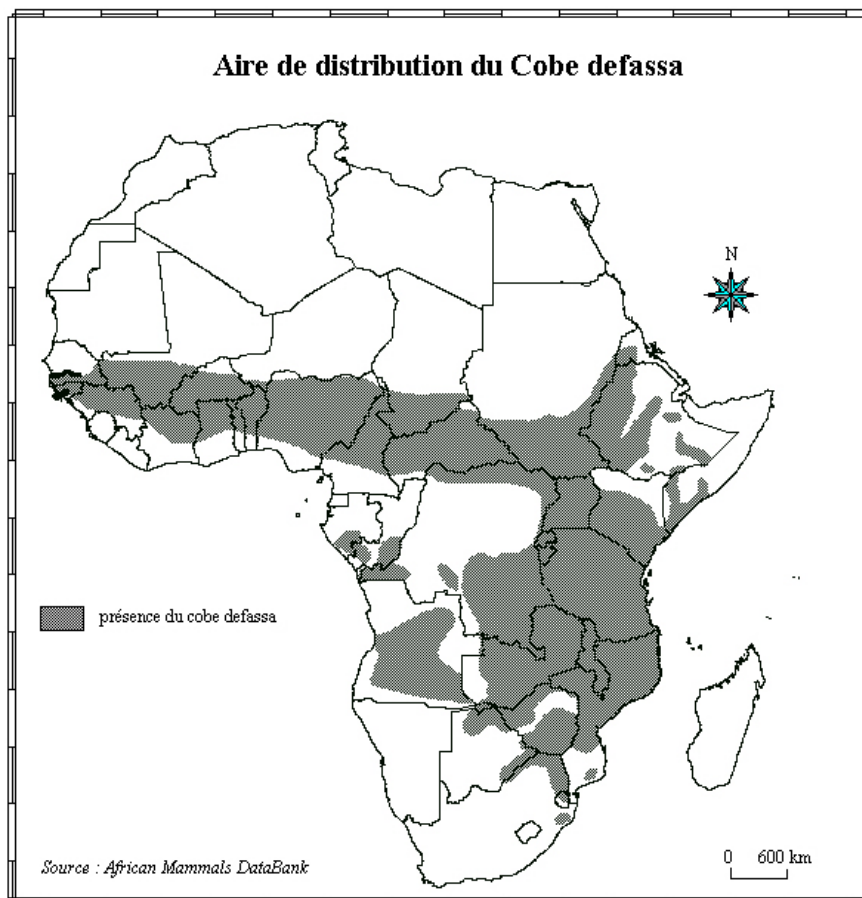 Aire de distribution du Cobe defassa
N
présence du cobe defassa
Source : African Mammals DataBank
0 600 km